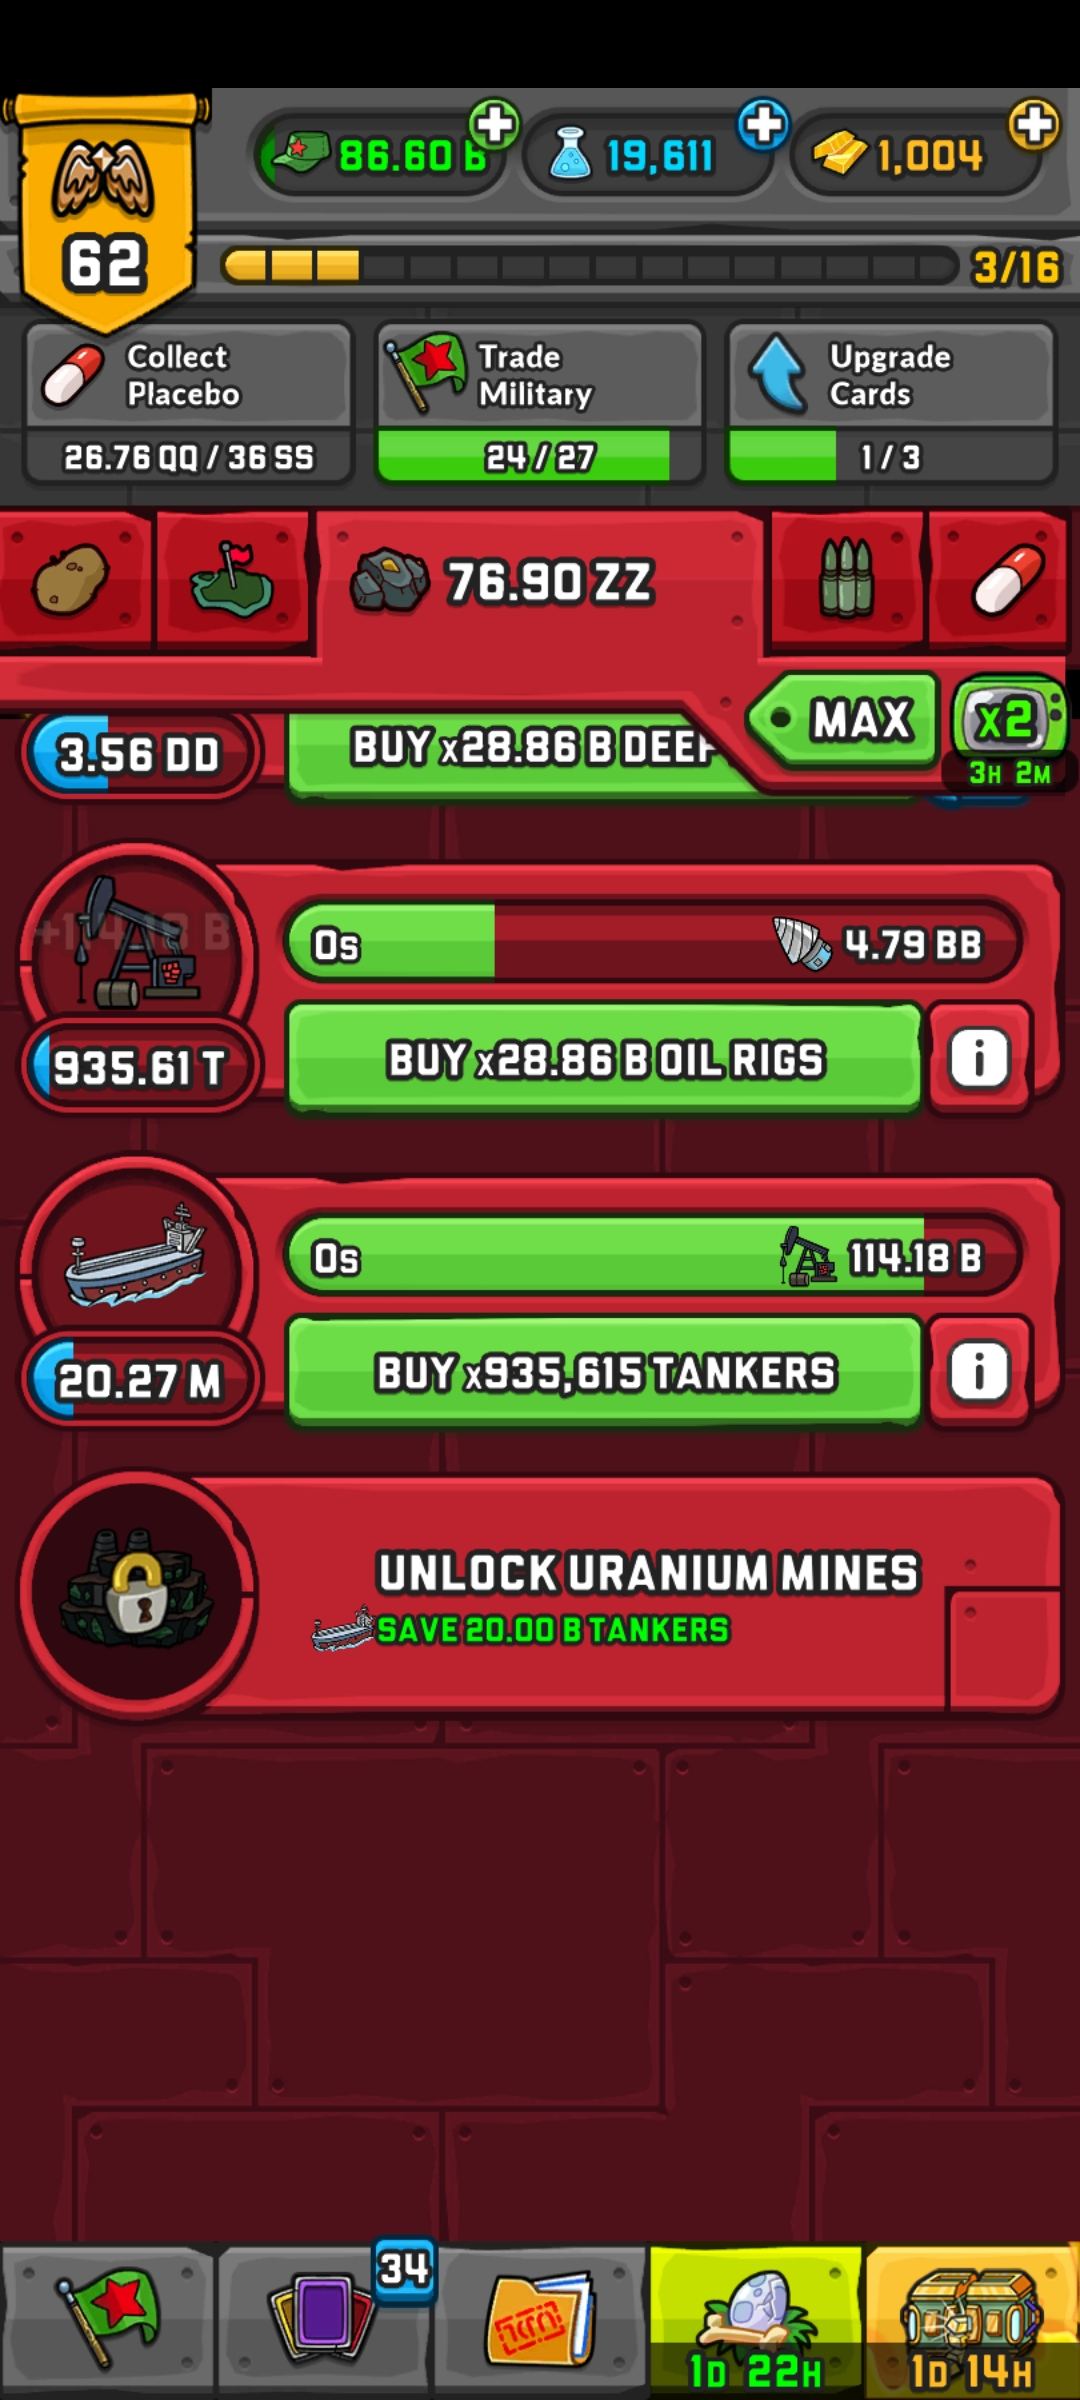 86.60 B
19,611
1,004
62
3/16
Collect
Placebo
26.76 QQ / 36 SS
Trade
Military
24 / 27
Upgrade
Cards
1 / 3
76.90 ZZ
MAX
x2
3H 2M
3.56 DD
BUY x28.86 B DEEP
+114.18 B
0s
4.79 BB
935.61 T
BUY x28.86 B OIL RIGS
i
0s
114.18 B
20.27 M
BUY x935,615 TANKERS
i
UNLOCK URANIUM MINES
SAVE 20.00 B TANKERS
34
1D 22H
1D 14H